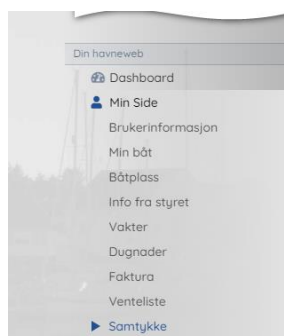 Din havneweb
Dashboard
Min Side
Brukerinformasjon
Min båt
Båtplass
Info fra styret
Vakter
Dugnader
Faktura
Venteliste
Samtykke